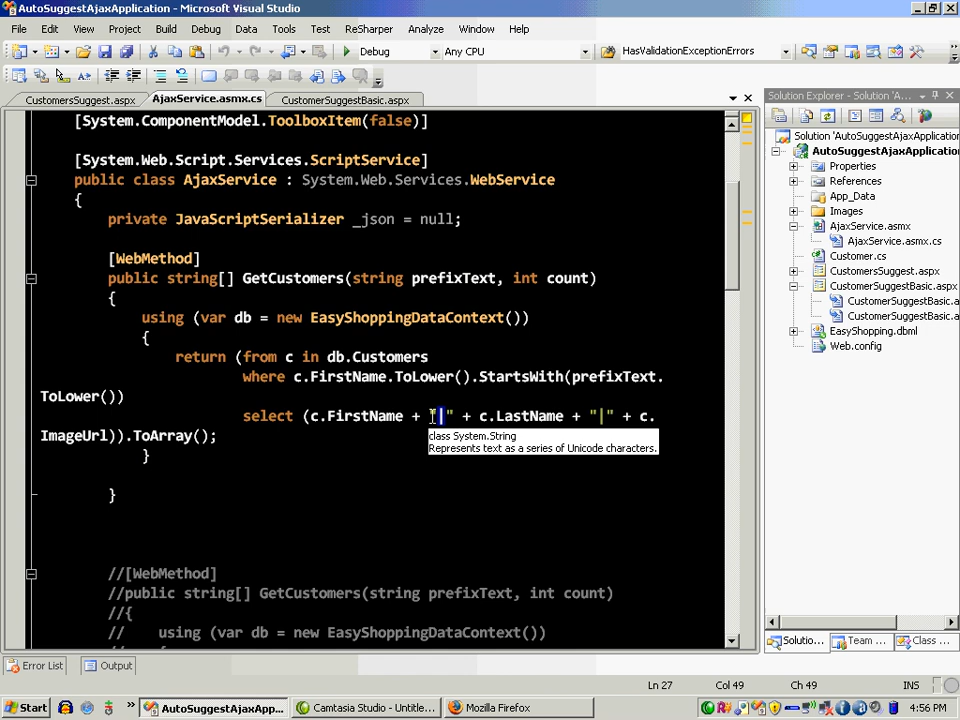 AutoSuggestAjaxApplication - Microsoft Visual Studio
File Edit View Project Build Debug Data Tools Test ReSharper Analyze Window Help
Debug Any CPU HasValidationExceptionErrors
CustomersSuggest.aspx AjaxService.asmx.cs CustomerSuggestBasic.aspx
[System.ComponentModel.ToolboxItem(false)]
[System.Web.Script.Services.ScriptService]
public class AjaxService : System.Web.Services.WebService
{
private JavaScriptSerializer _json = null;
[WebMethod]
public string[] GetCustomers(string prefixText, int count)
{
using (var db = new EasyShoppingDataContext())
{
return (from c in db.Customers
where c.FirstName.ToLower().StartsWith(prefixText.
ToLower())
select (c.FirstName + "|" + c.LastName + "|" + c.
ImageUrl)).ToArray();
class System.String
Represents text as a series of Unicode characters.
}
}
//[WebMethod]
//public string[] GetCustomers(string prefixText, int count)
//{
// using (var db = new EasyShoppingDataContext())
Solution Explorer - Solution 'A...
Solution 'AutoSuggestAjaxApplication
AutoSuggestAjaxApplication
Properties
References
App_Data
Images
AjaxService.asmx
AjaxService.asmx.cs
Customer.cs
CustomersSuggest.aspx
CustomerSuggestBasic.aspx
CustomerSuggestBasic.a
CustomerSuggestBasic.a
EasyShopping.dbml
Web.config
Solutio... Team ... Class ...
Error List Output
Ln 27 Col 49 Ch 49 INS
Start AutoSuggestAjaxApp... Camtasia Studio - Untitle... Mozilla Firefox 4:56 PM